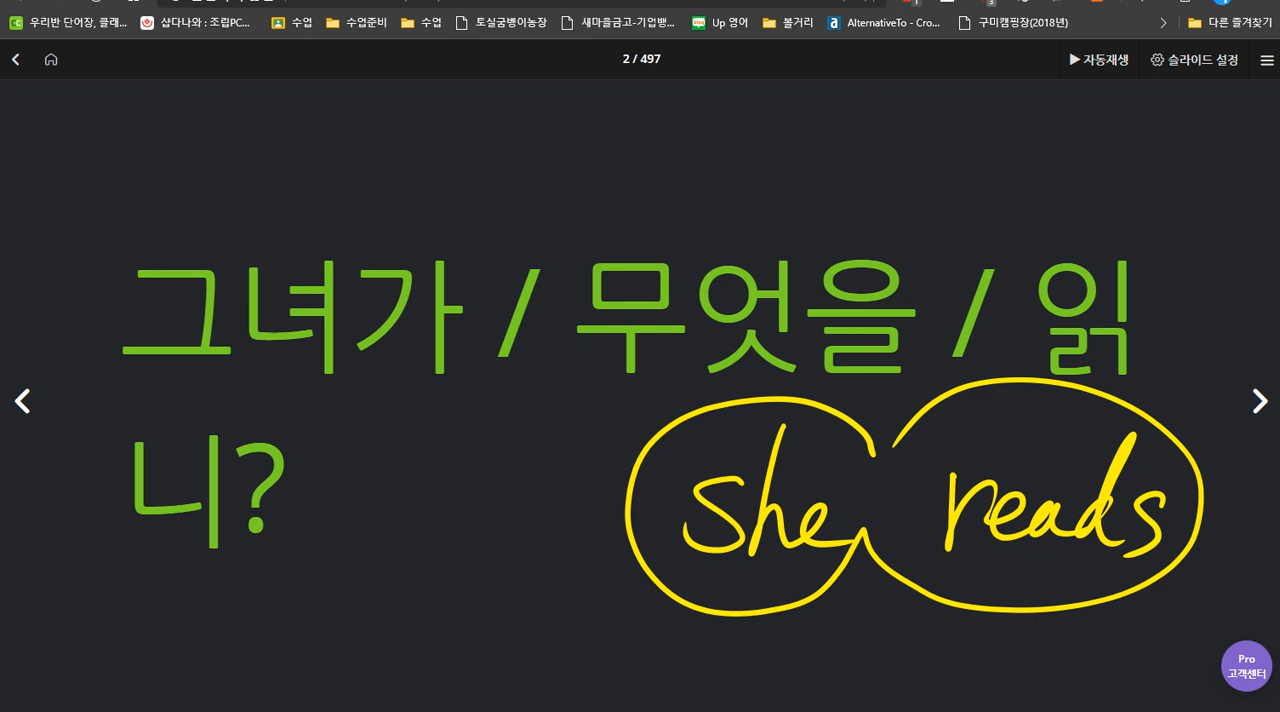 우리반 단어장, 클래... 샵다나와 : 조립PC... 수업 수업준비 수업 토실굼뱅이농장 새마을금고-기업뱅... Up 영어 볼거리 AlternativeTo - Cro... 구미캠핑장(2018년) 다른 즐겨찾기
2 / 497 ▶자동재생 슬라이드 설정
그녀가 / 무엇을 / 읽
니?
she reads
Pro
고객센터